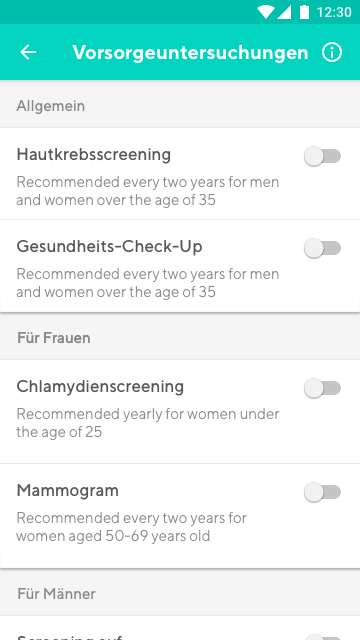 12:30
Vorsorgeuntersuchungen
Allgemein
Hautkrebsscreening
Recommended every two years for men
and women over the age of 35
Gesundheits-Check-Up
Recommended every two years for men
and women over the age of 35
Für Frauen
Chlamydienscreening
Recommended yearly for women under
the age of 25
Mammogram
Recommended every two years for
women aged 50-69 years old
Für Männer
Screening auf